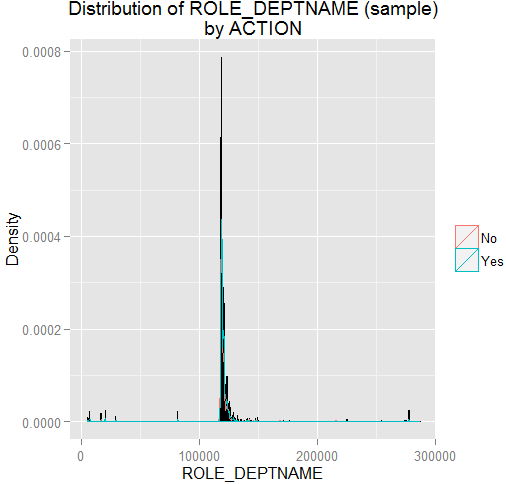 Distribution of ROLE_DEPTNAME (sample)
by ACTION
Density
0.0008
0.0006
0.0004
0.0002
0.0000
0
100000
200000
300000
ROLE_DEPTNAME
No
Yes